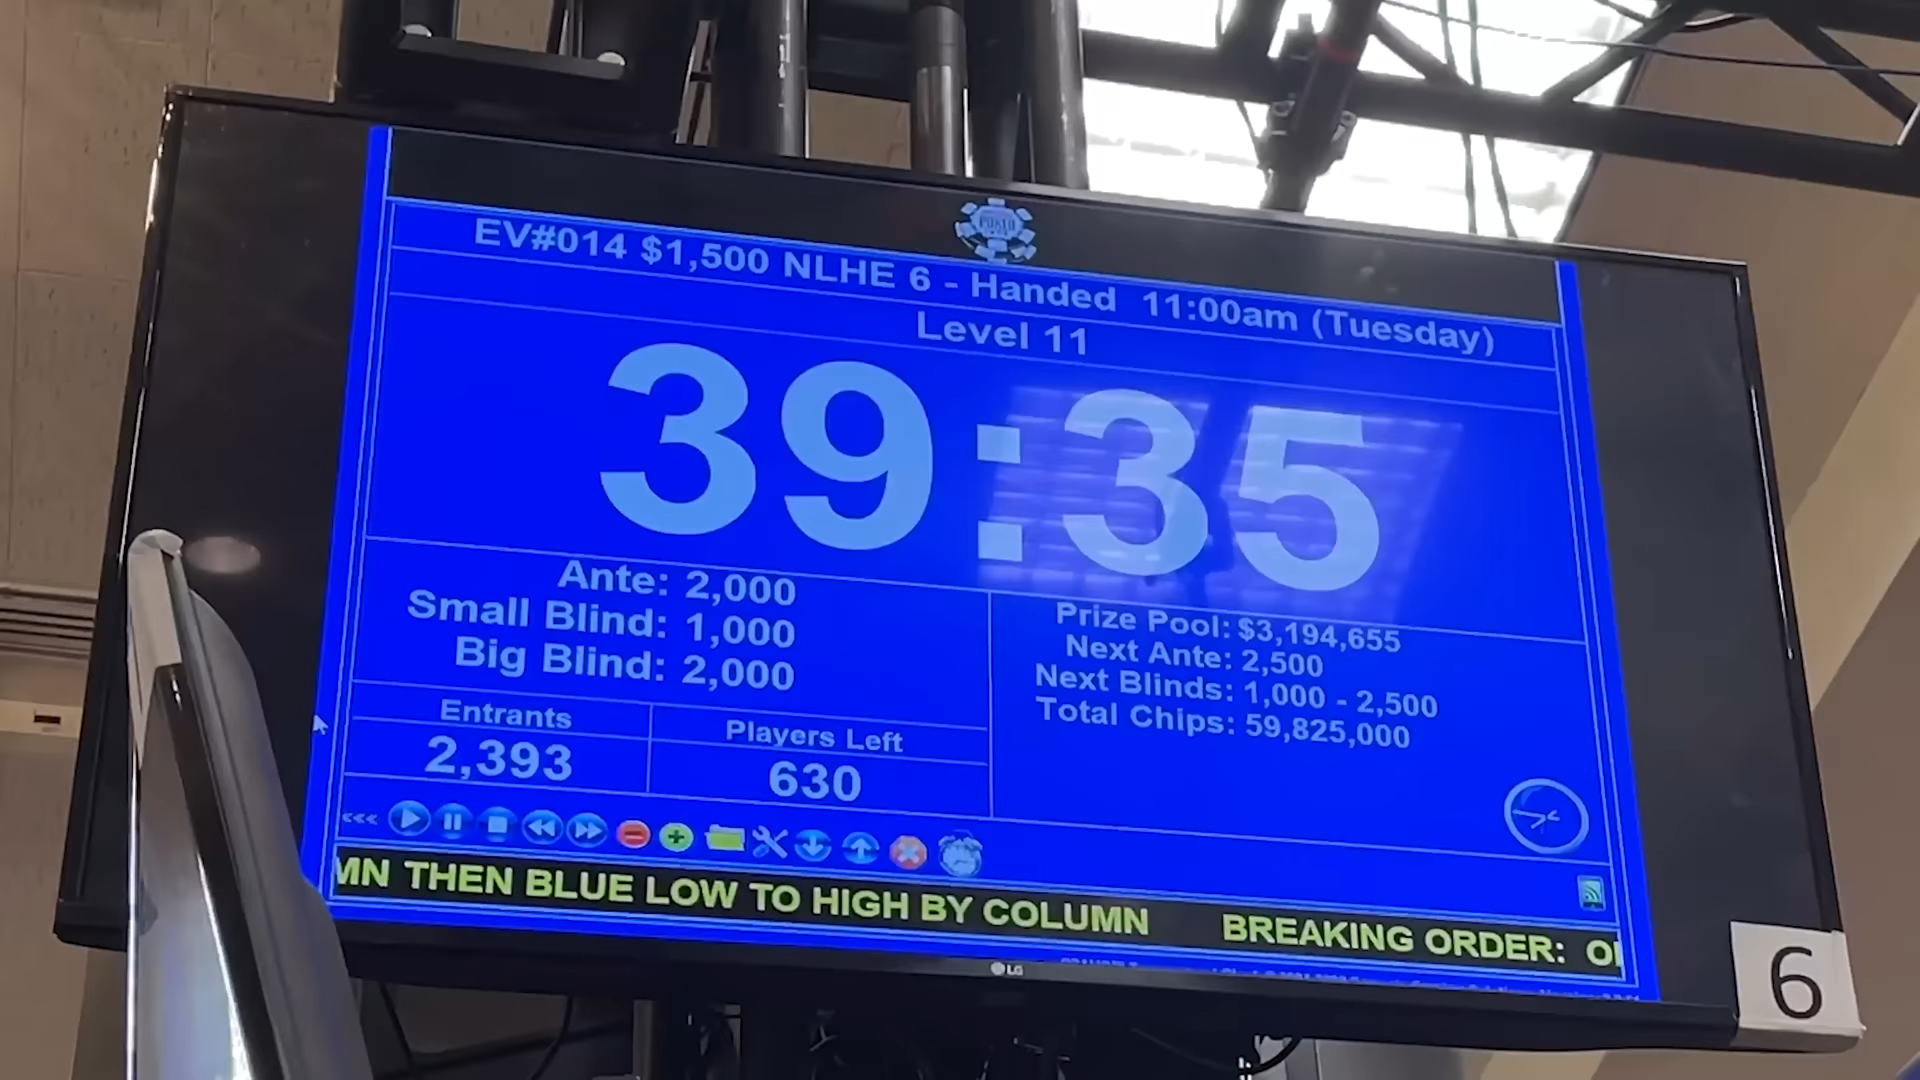 POKER
EV#014 $1,500 NLHE 6 - Handed 11:00am (Tuesday)
Level 11
39:35
Ante: 2,000
Small Blind: 1,000
Big Blind: 2,000
Prize Pool: $3,194,655
Next Ante: 2,500
Next Blinds: 1,000 - 2,500
Total Chips: 59,825,000
Entrants
2,393
Players Left
630
<<<
MN THEN BLUE LOW TO HIGH BY COLUMN BREAKING ORDER:
LG
6